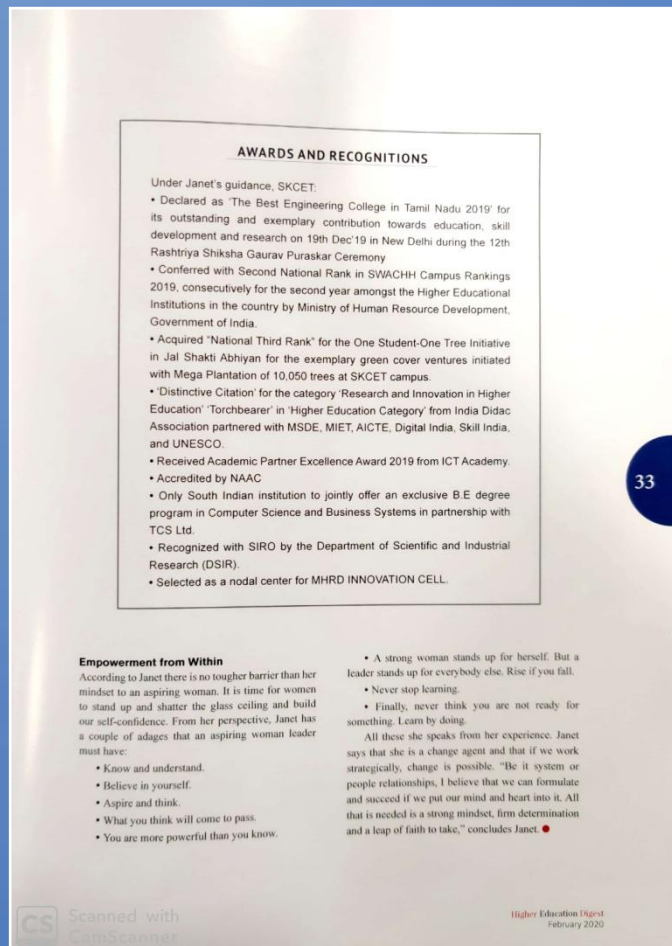 AWARDS AND RECOGNITIONS
Under Janet's guidance, SKCET:
• Declared as 'The Best Engineering College in Tamil Nadu 2019' for
its outstanding and exemplary contribution towards education, skill
development and research on 19th Dec'19 in New Delhi during the 12th
Rashtriya Shiksha Gaurav Puraskar Ceremony
• Conferred with Second National Rank in SWACHH Campus Rankings
2019, consecutively for the second year amongst the Higher Educational
Institutions in the country by Ministry of Human Resource Development,
Government of India.
• Acquired "National Third Rank" for the One Student-One Tree Initiative
in Jal Shakti Abhiyan for the exemplary green cover ventures initiated
with Mega Plantation of 10,050 trees at SKCET campus.
• 'Distinctive Citation' for the category 'Research and Innovation in Higher
Education' 'Torchbearer' in 'Higher Education Category' from India Didac
Association partnered with MSDE, MIET, AICTE, Digital India, Skill India,
and UNESCO.
• Received Academic Partner Excellence Award 2019 from ICT Academy.
• Accredited by NAAC
• Only South Indian institution to jointly offer an exclusive B.E degree
program in Computer Science and Business Systems in partnership with
TCS Ltd.
• Recognized with SIRO by the Department of Scientific and Industrial
Research (DSIR).
• Selected as a nodal center for MHRD INNOVATION CELL.
33
Empowerment from Within
According to Janet there is no tougher barrier than her
mindset to an aspiring woman. It is time for women
to stand up and shatter the glass ceiling and build
our self-confidence. From her perspective, Janet has
a couple of adages that an aspiring woman leader
must have:
• Know and understand.
• Believe in yourself.
• Aspire and think.
• What you think will come to pass.
• You are more powerful than you know.
• A strong woman stands up for herself. But a
leader stands up for everybody else. Rise if you fall.
• Never stop learning.
• Finally, never think you are not ready for
something. Learn by doing.
All these she speaks from her experience. Janet
says that she is a change agent and that if we work
strategically, change is possible. "Be it system or
people relationships, I believe that we can formulate
and succeed if we put our mind and heart into it. All
that is needed is a strong mindset, firm determination
and a leap of faith to take," concludes Janet.
CS Scanned with
CamScanner
Higher Education Digest
February 2020